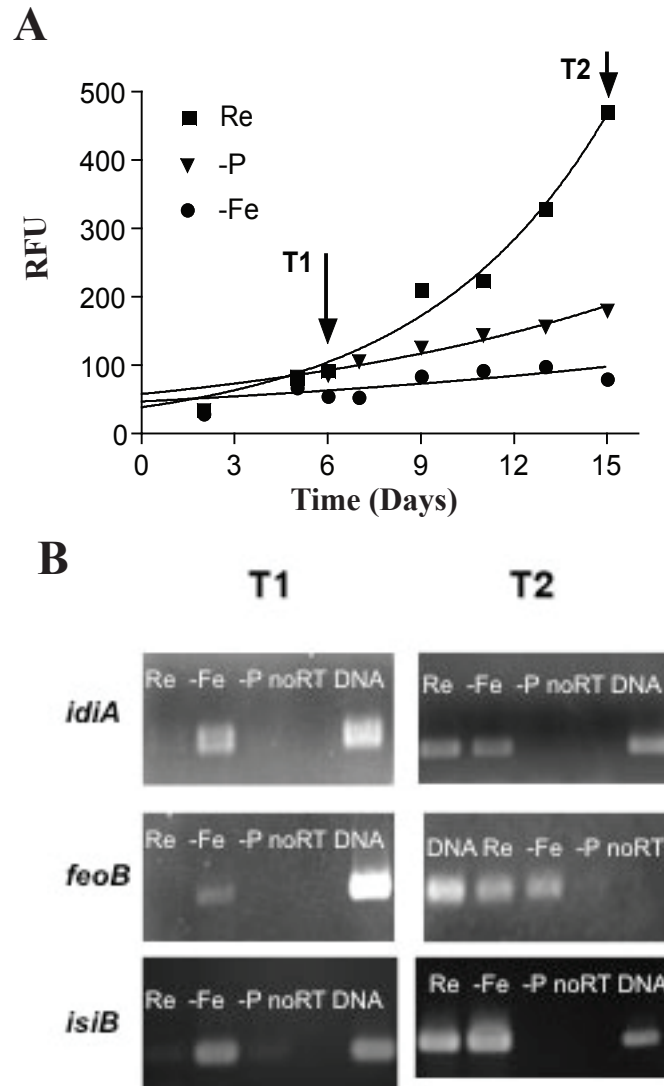 A
T2
500
400
300
200
100
0
RFU
Re
-P
-Fe
T1
0 3 6 9 12 15
Time (Days)
B
T1 T2
idiA
Re -Fe -P noRT DNA
Re -Fe -P noRT DNA
feoB
Re -Fe -P noRT DNA
DNA Re -Fe -P noRT
isiB
Re -Fe -P noRT DNA
Re -Fe -P noRT DNA